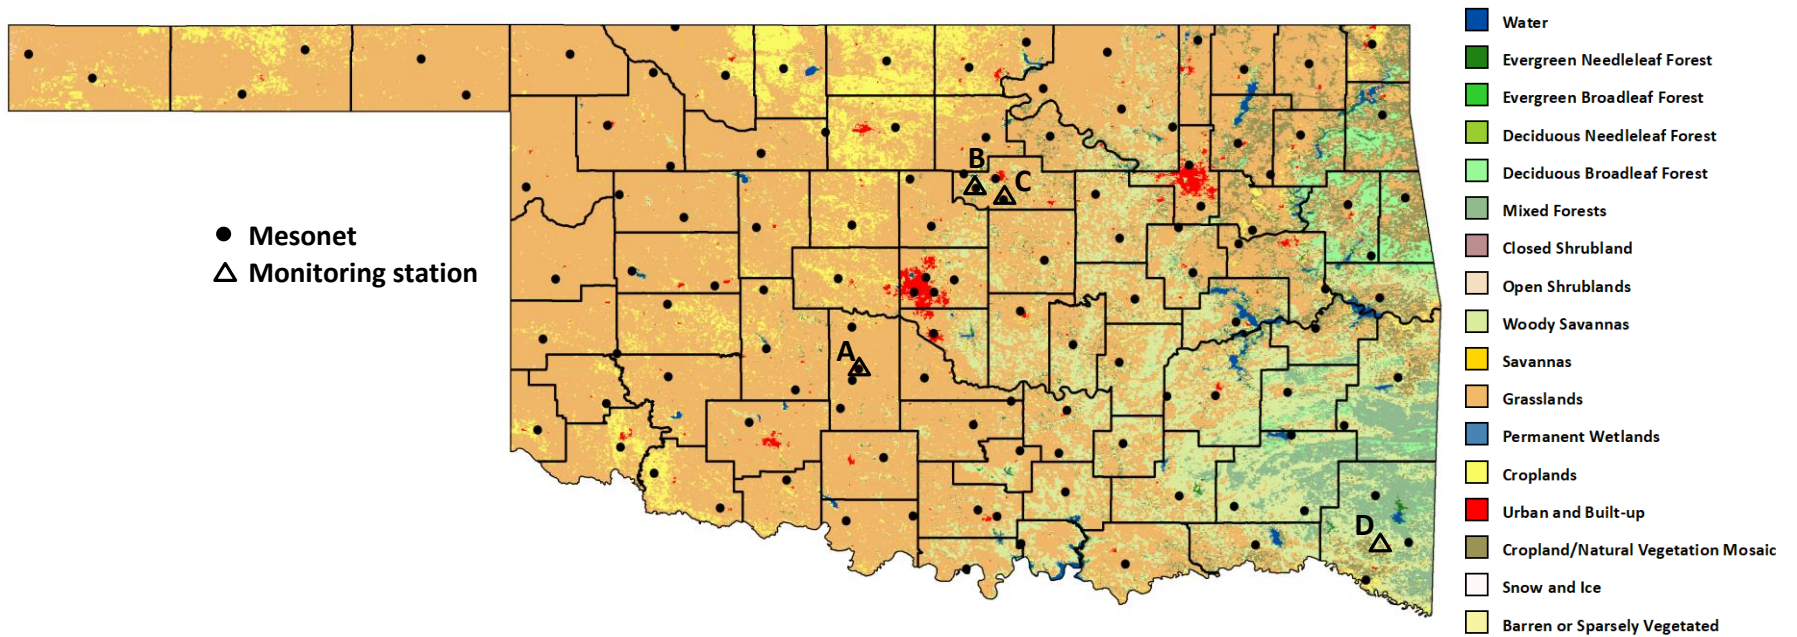 Mesonet
Monitoring station
A
B
C
D
Water
Evergreen Needleleaf Forest
Evergreen Broadleaf Forest
Deciduous Needleleaf Forest
Deciduous Broadleaf Forest
Mixed Forests
Closed Shrubland
Open Shrublands
Woody Savannas
Savannas
Grasslands
Permanent Wetlands
Croplands
Urban and Built-up
Cropland/Natural Vegetation Mosaic
Snow and Ice
Barren or Sparsely Vegetated